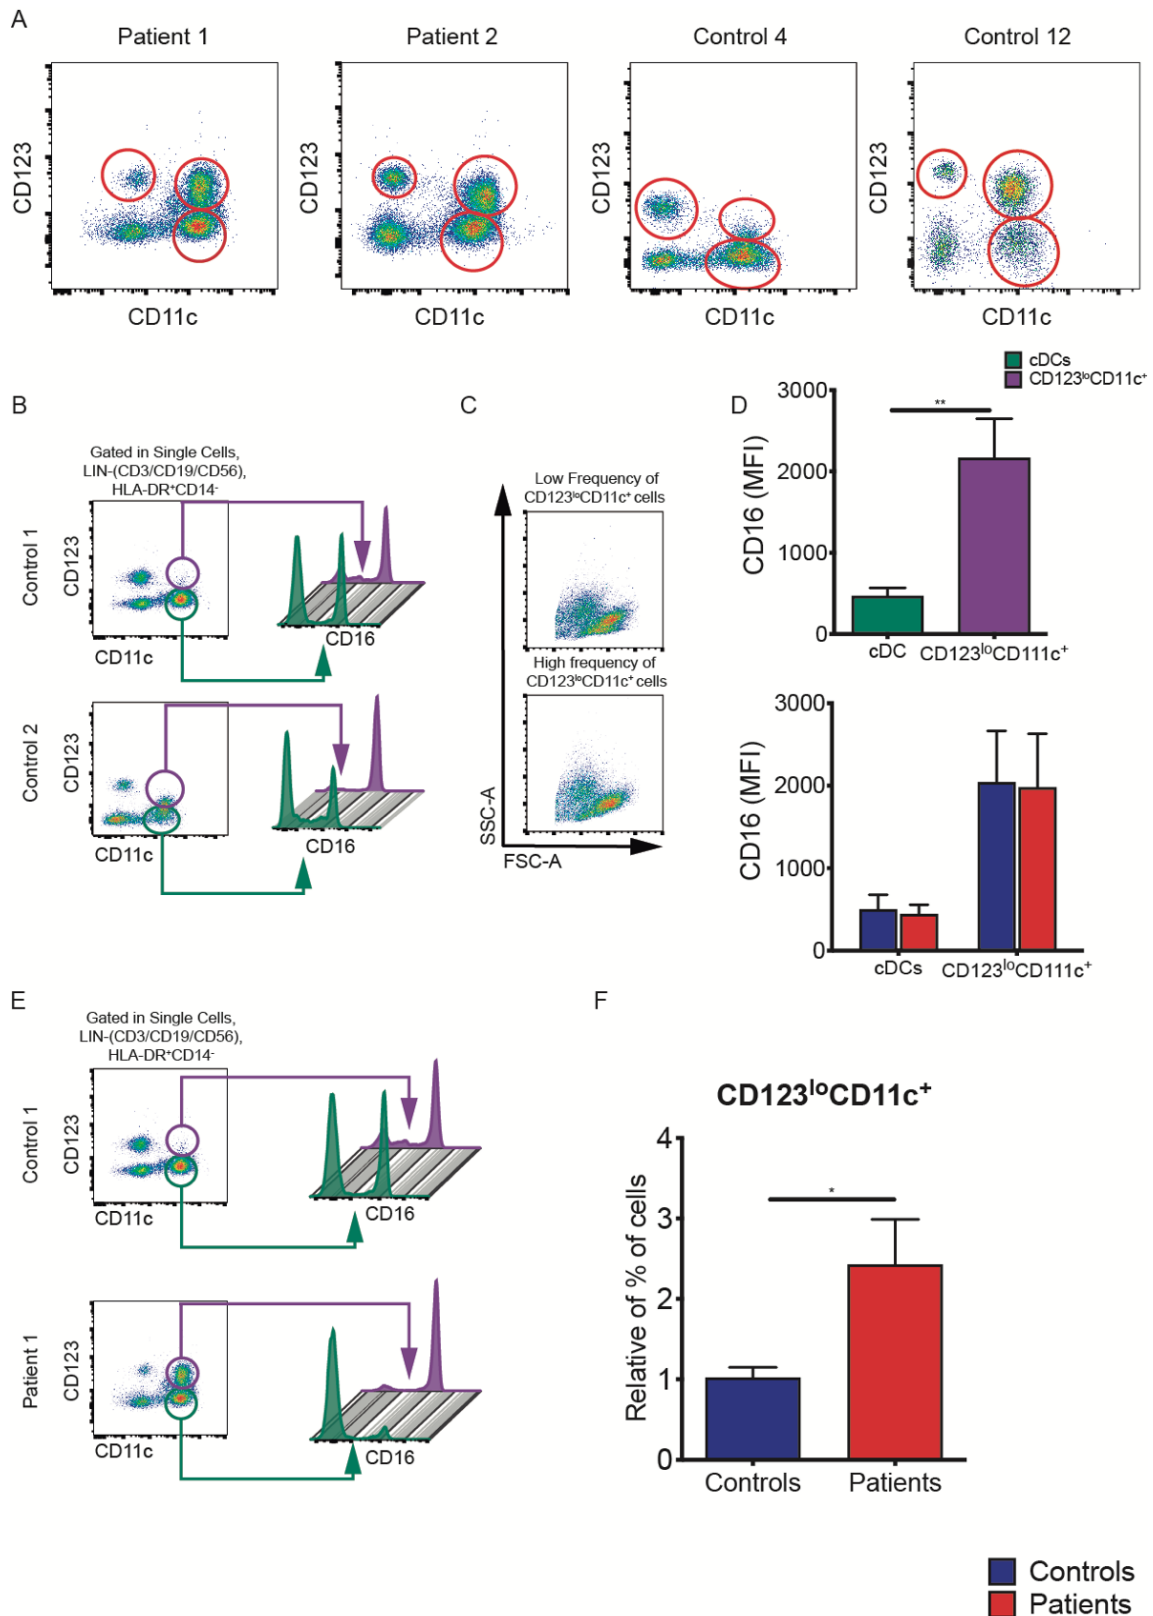 A
Patient 1
Patient 2
Control 4
Control 12
CD123
CD123
CD123
CD123
CD11c
CD11c
CD11c
CD11c
cDCs
CD123loCD11c+
B
Gated in Single Cells,
LIN-(CD3/CD19/CD56),
HLA-DR+CD14-
Control 1
CD123
CD11c
CD16
Control 2
CD123
CD11c
CD16
C
Low Frequency of
CD123loCD11c+ cells
High frequency of
CD123loCD11c+ cells
SSC-A
FSC-A
D
CD16 (MFI)
3000
2000
1000
0
**
cDC
CD123loCD111c+
CD16 (MFI)
3000
2000
1000
0
cDCs
CD123loCD111c+
E
Gated in Single Cells,
LIN-(CD3/CD19/CD56),
HLA-DR+CD14-
Control 1
CD123
CD11c
CD16
Patient 1
CD123
CD11c
CD16
F
CD123loCD11c+
Relative of % of cells
4
3
2
1
0
*
Controls
Patients
Controls
Patients